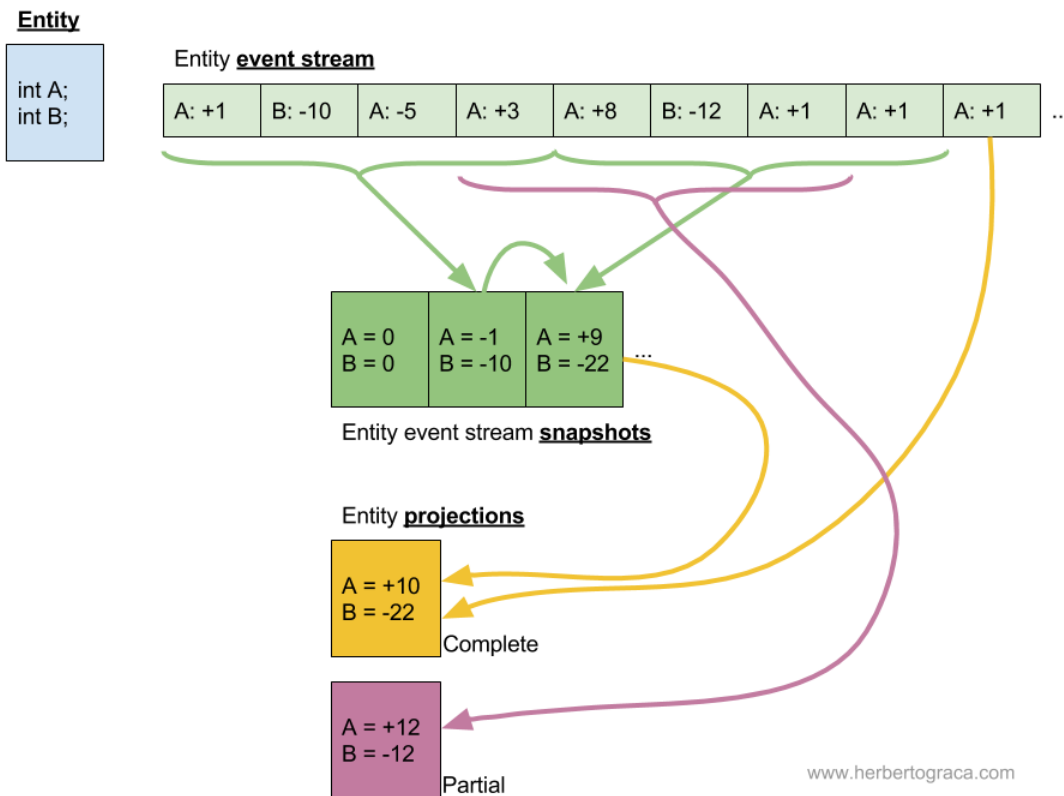 Entity
int A;
int B;
Entity event stream
A: +1 B: -10 A: -5 A: +3 A: +8 B: -12 A: +1 A: +1 A: +1 ...
A = 0 A = -1 A = +9
B = 0 B = -10 B = -22 ...
Entity event stream snapshots
Entity projections
A = +10
B = -22
Complete
A = +12
B = -12
Partial
www.herbertograca.com